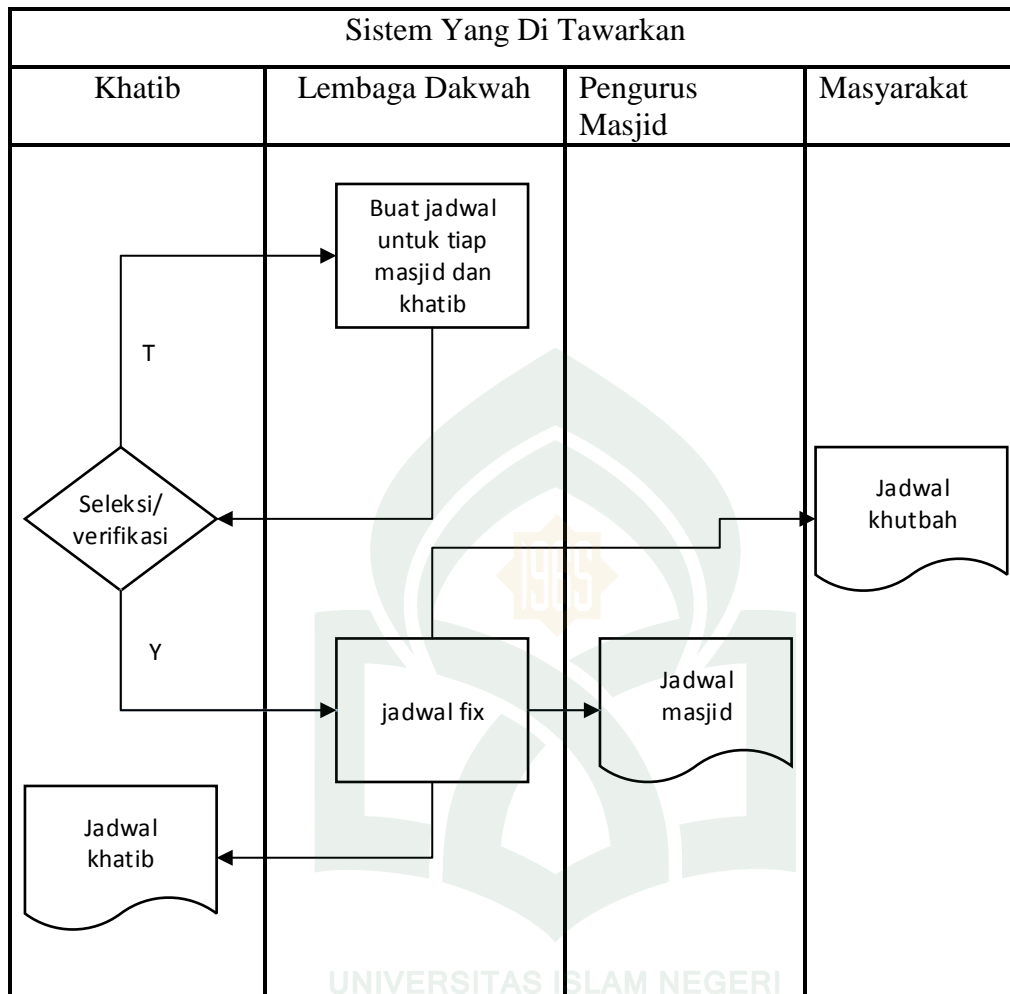 Sistem Yang Di Tawarkan
Khatib
Lembaga Dakwah
Pengurus
Masjid
Masyarakat
Buat jadwal
untuk tiap
masjid dan
khatib
T
Seleksi/
verifikasi
Jadwal
khutbah
1965
Y
jadwal fix
Jadwal
masjid
Jadwal
khatib
UNIVERSITAS ISLAM NEGERI